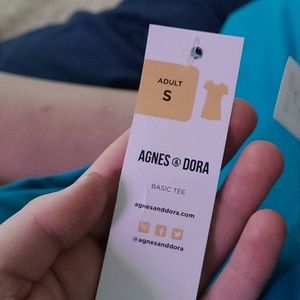 ADULT
S
AGNES & DORA
BASIC TEE
agnesanddora.com
@agnesanddora